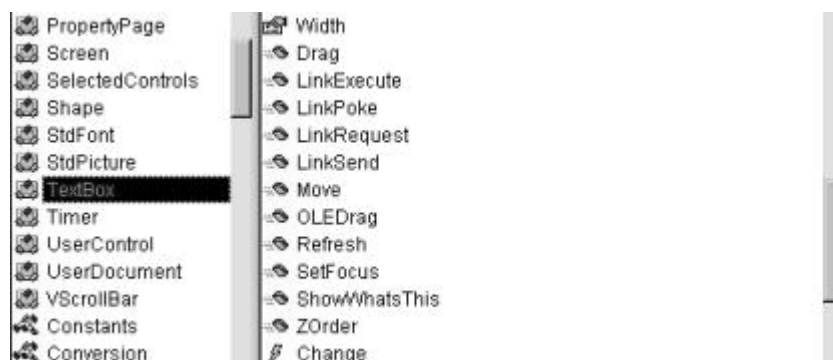 PropertyPage
Screen
SelectedControls
Shape
StdFont
StdPicture
TextBox
Timer
UserControl
UserDocument
VScrollBar
Constants
Conversion
Width
Drag
LinkExecute
LinkPoke
LinkRequest
LinkSend
Move
OLEDrag
Refresh
SetFocus
ShowWhatsThis
ZOrder
Change